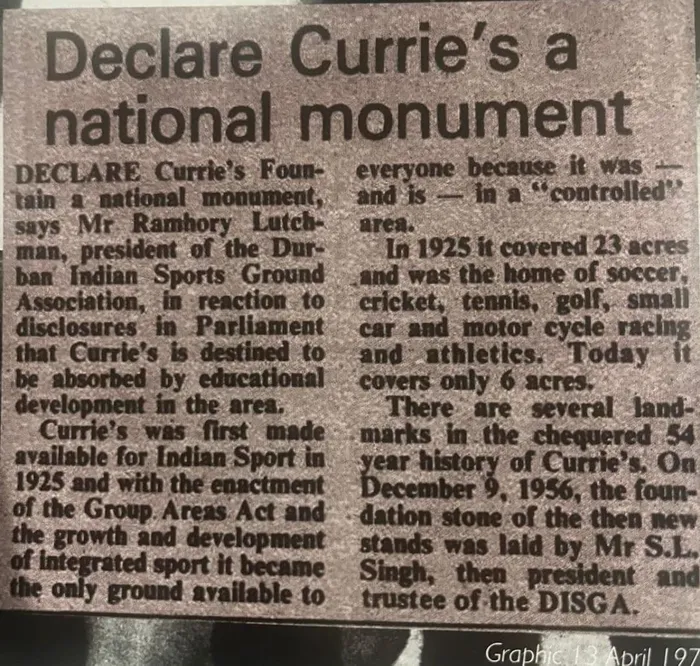 Declare Currie's a
national monument
DECLARE Currie's Foun-
tain a national monument,
says Mr Ramhory Lutch-
man, president of the Dur-
ban Indian Sports Ground
Association, in reaction to
disclosures in Parliament
that Currie's is destined to
be absorbed by educational
development in the area.
Currie's was first made
available for Indian Sport in
1925 and with the enactment
of the Group Areas Act and
the growth and development
of integrated sport it became
the only ground available to
everyone because it was —
and is — in a "controlled"
area.
In 1925 it covered 23 acres
and was the home of soccer,
cricket, tennis, golf, small
car and motor cycle racing
and athletics. Today it
covers only 6 acres.
There are several land-
marks in the chequered 54
year history of Currie's. On
December 9, 1956, the foun-
dation stone of the then new
stands was laid by Mr S.L.
Singh, then president and
trustee of the DISGA.
Graphic 13 April 197